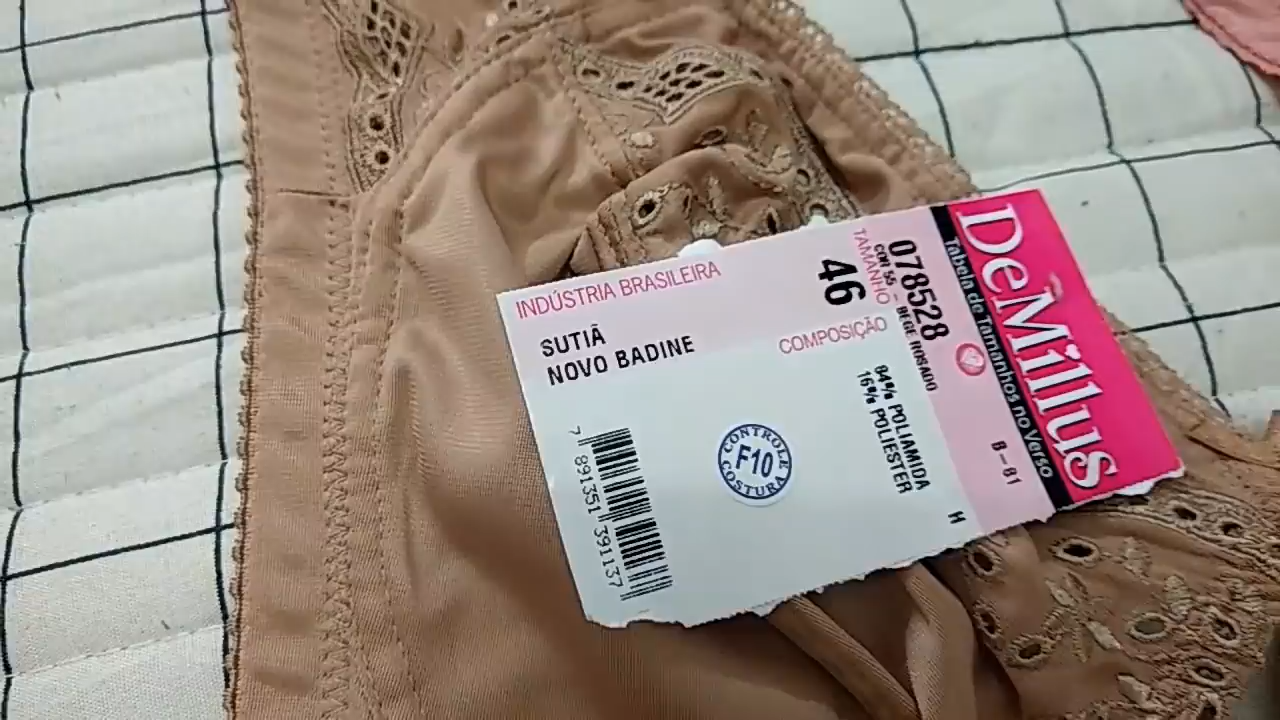 DeMillus
Tabela de Tamanhos no Verso
INDÚSTRIA BRASILEIRA
SUTIÃ
NOVO BADINE
TAMANHO
46
078528
COR 55 - BEGE ROSADO
COMPOSIÇÃO
84% POLIAMIDA
16% POLIESTER
B-81
H
CONTROLE
F10
COSTURA
7 891351 391137